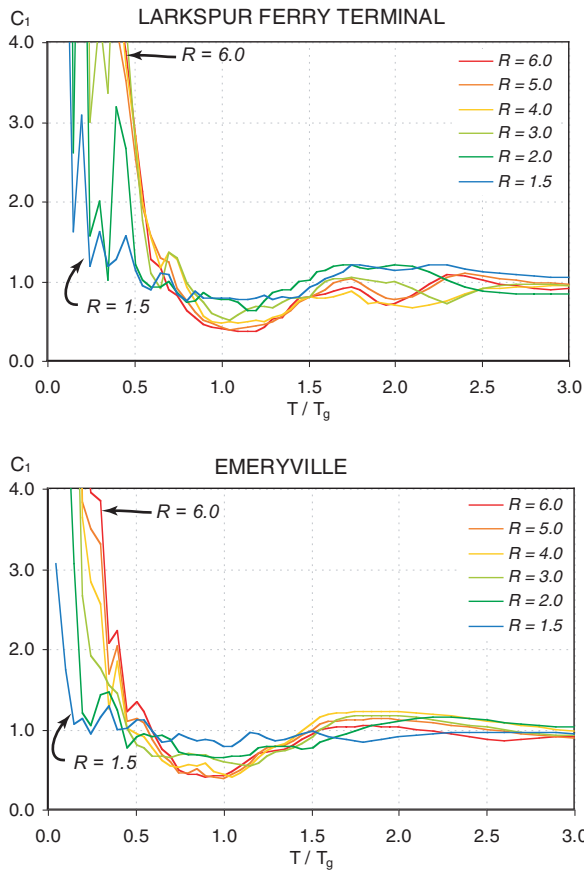 LARKSPUR FERRY TERMINAL
C1
4.0
3.0
2.0
1.0
0.0
R = 6.0
R = 1.5
R = 6.0
R = 5.0
R = 4.0
R = 3.0
R = 2.0
R = 1.5
0.0 0.5 1.0 1.5 2.0 2.5 3.0
T / Tg
EMERYVILLE
C1
4.0
3.0
2.0
1.0
0.0
R = 6.0
R = 1.5
R = 6.0
R = 5.0
R = 4.0
R = 3.0
R = 2.0
R = 1.5
0.0 0.5 1.0 1.5 2.0 2.5 3.0
T / Tg